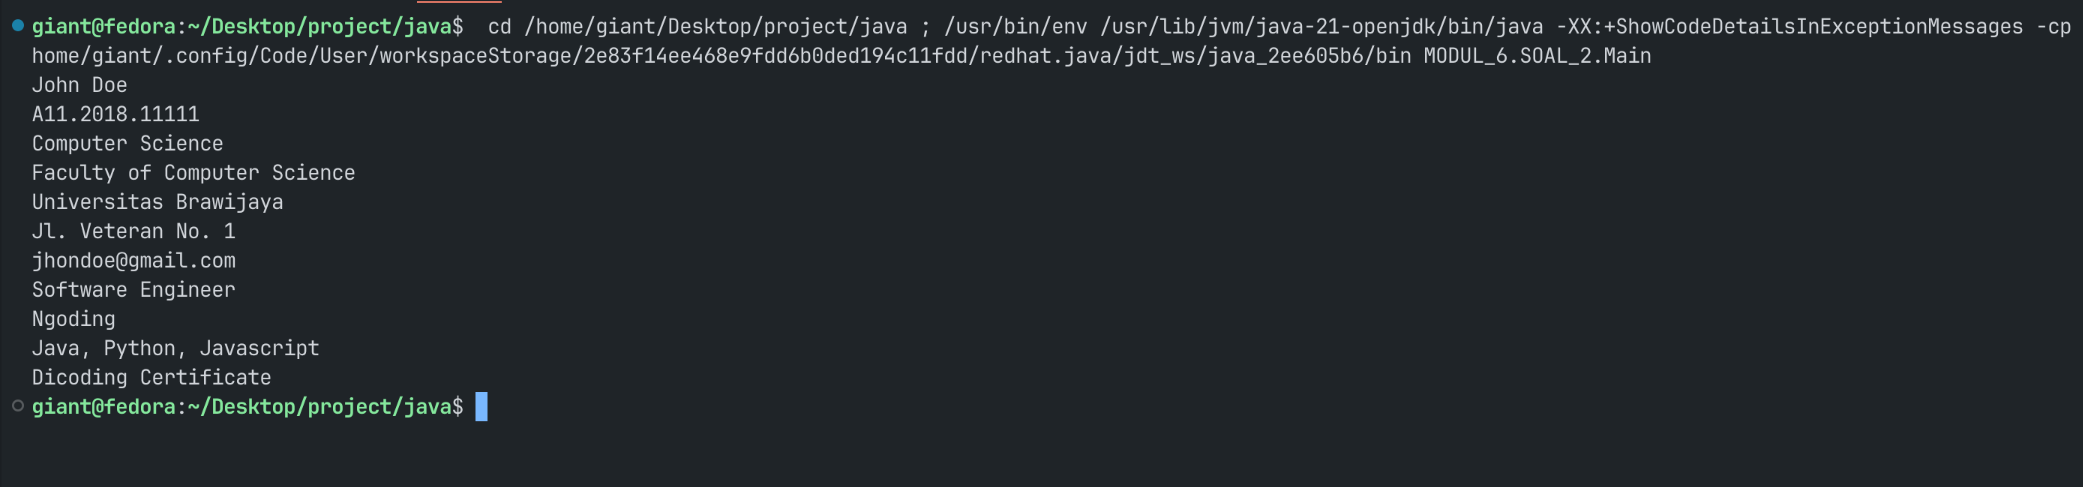 giant@fedora:~/Desktop/project/java$  cd /home/giant/Desktop/project/java ; /usr/bin/env /usr/lib/jvm/java-21-openjdk/bin/java -XX:+ShowCodeDetailsInExceptionMessages -cp
home/giant/.config/Code/User/workspaceStorage/2e83f14ee468e9fdd6b0ded194c11fdd/redhat.java/jdt_ws/java_2ee605b6/bin MODUL_6.SOAL_2.Main
John Doe
A11.2018.11111
Computer Science
Faculty of Computer Science
Universitas Brawijaya
Jl. Veteran No. 1
jhondoe@gmail.com
Software Engineer
Ngoding
Java, Python, Javascript
Dicoding Certificate
giant@fedora:~/Desktop/project/java$